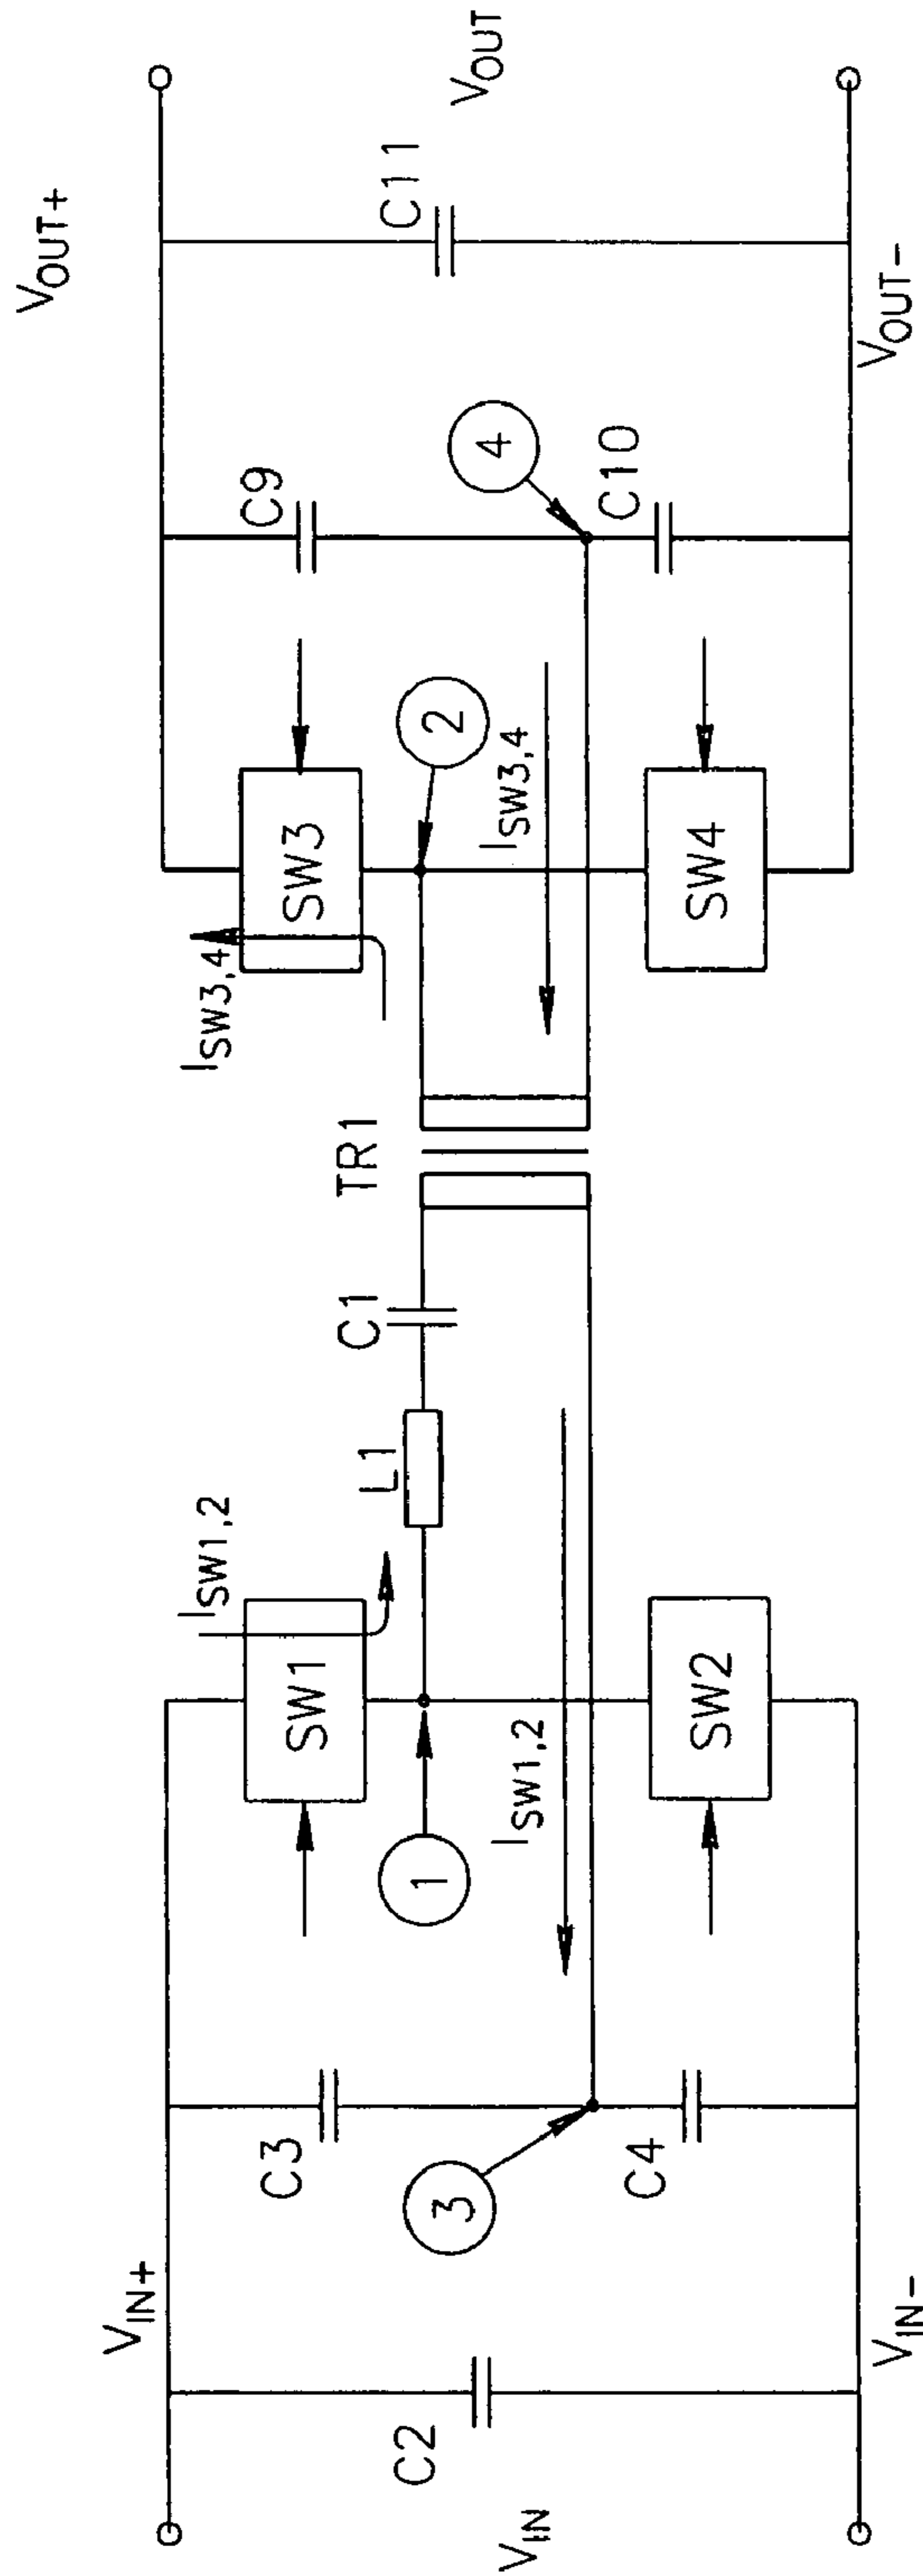 V_IN+
V_IN
V_IN-
C2
C3
C4
3
1
SW1
SW2
I_SW1,2
I_SW1,2
L1
C1
TR1
I_SW3,4
I_SW3,4
SW3
SW4
2
4
C9
C10
C11
V_OUT+
V_OUT
V_OUT-